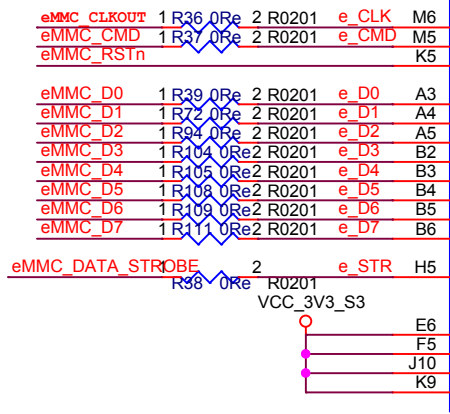 eMMC_CLKOUT 1 R36 0Re 2 R0201 e_CLK M6
eMMC_CMD 1 R37 0Re 2 R0201 e_CMD M5
eMMC_RSTn K5
eMMC_D0 1 R39 0Re 2 R0201 e_D0 A3
eMMC_D1 1 R72 0Re 2 R0201 e_D1 A4
eMMC_D2 1 R94 0Re 2 R0201 e_D2 A5
eMMC_D3 1 R104 0Re 2 R0201 e_D3 B2
eMMC_D4 1 R105 0Re 2 R0201 e_D4 B3
eMMC_D5 1 R108 0Re 2 R0201 e_D5 B4
eMMC_D6 1 R109 0Re 2 R0201 e_D6 B5
eMMC_D7 1 R111 0Re 2 R0201 e_D7 B6
eMMC_DATA_STROBE 1 2 e_STR H5
R38 0Re R0201
VCC_3V3_S3
E6
F5
J10
K9